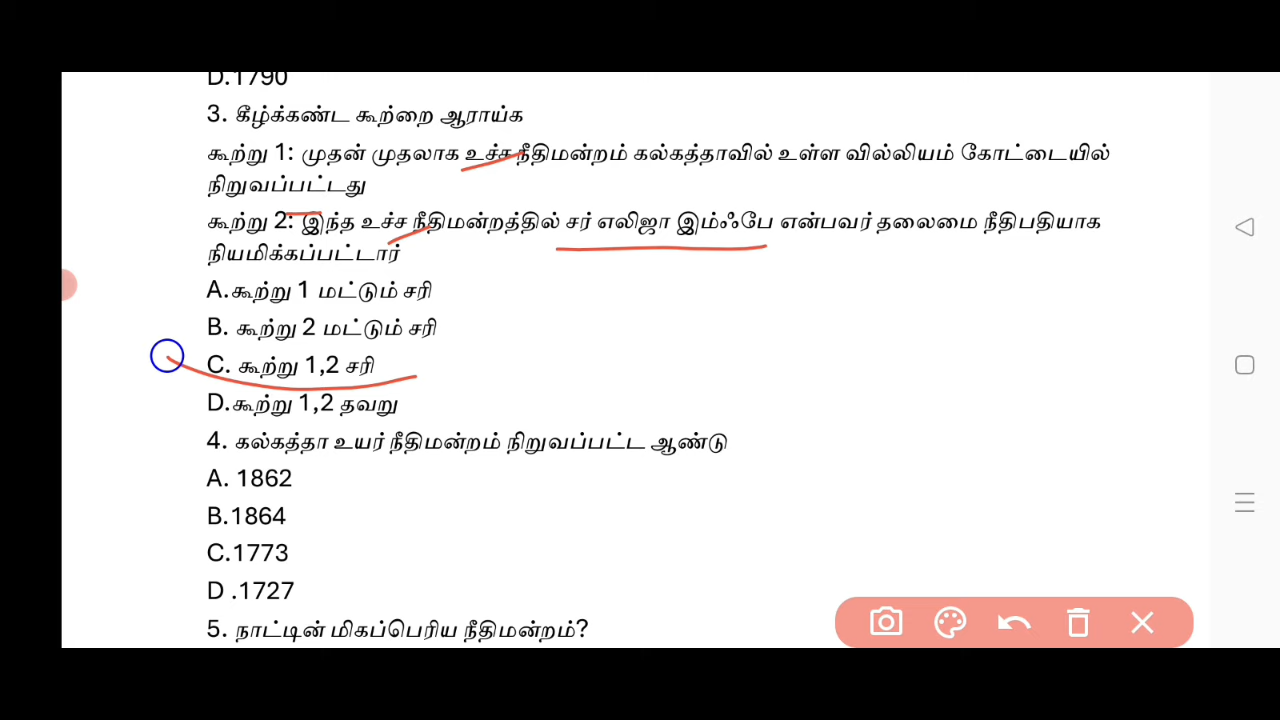 D.1790
3. கீழ்க்கண்ட கூற்றை ஆராய்க
கூற்று 1: முதன் முதலாக உச்ச நீதிமன்றம் கல்கத்தாவில் உள்ள வில்லியம் கோட்டையில்
நிறுவப்பட்டது
கூற்று 2: இந்த உச்ச நீதிமன்றத்தில் சர் எலிஜா இம்ஃபே என்பவர் தலைமை நீதிபதியாக
நியமிக்கப்பட்டார்
A.கூற்று 1 மட்டும் சரி
B. கூற்று 2 மட்டும் சரி
C. கூற்று 1,2 சரி
D.கூற்று 1,2 தவறு
4. கல்கத்தா உயர் நீதிமன்றம் நிறுவப்பட்ட ஆண்டு
A. 1862
B.1864
C.1773
D .1727
5. நாட்டின் மிகப்பெரிய நீதிமன்றம்?